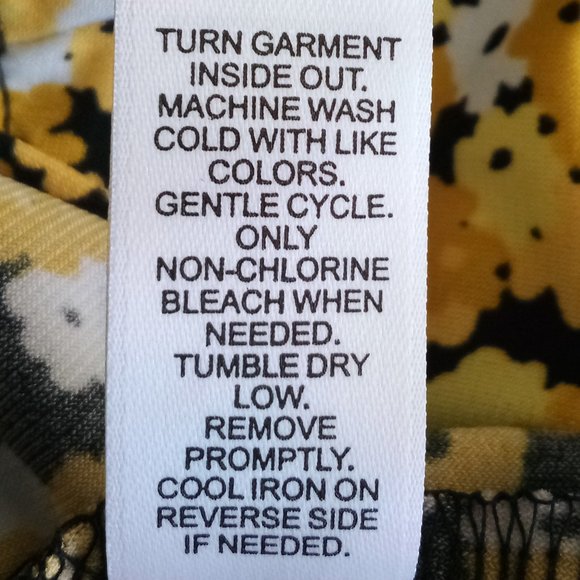 TURN GARMENT
INSIDE OUT.
MACHINE WASH
COLD WITH LIKE
COLORS.
GENTLE CYCLE.
ONLY
NON-CHLORINE
BLEACH WHEN
NEEDED.
TUMBLE DRY
LOW.
REMOVE
PROMPTLY.
COOL IRON ON
REVERSE SIDE
IF NEEDED.